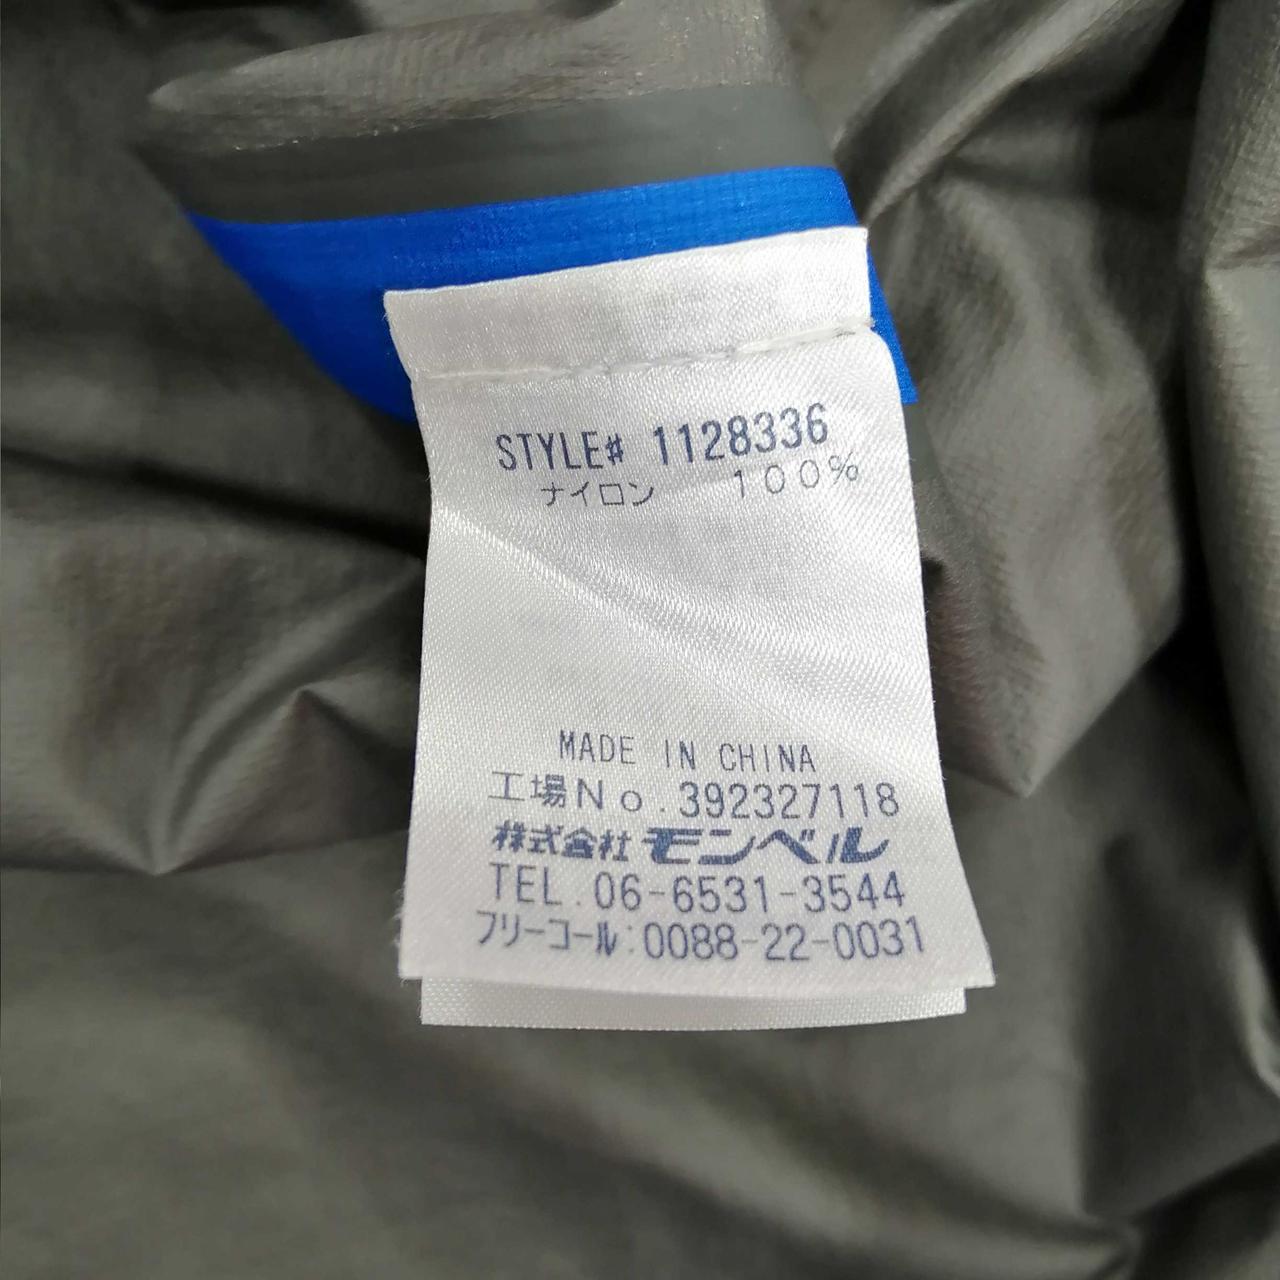 STYLE# 1128336
ナイロン 100%
MADE IN CHINA
工場No.392327118
株式会社モンベル
TEL.06-6531-3544
フリーコール:0088-22-0031